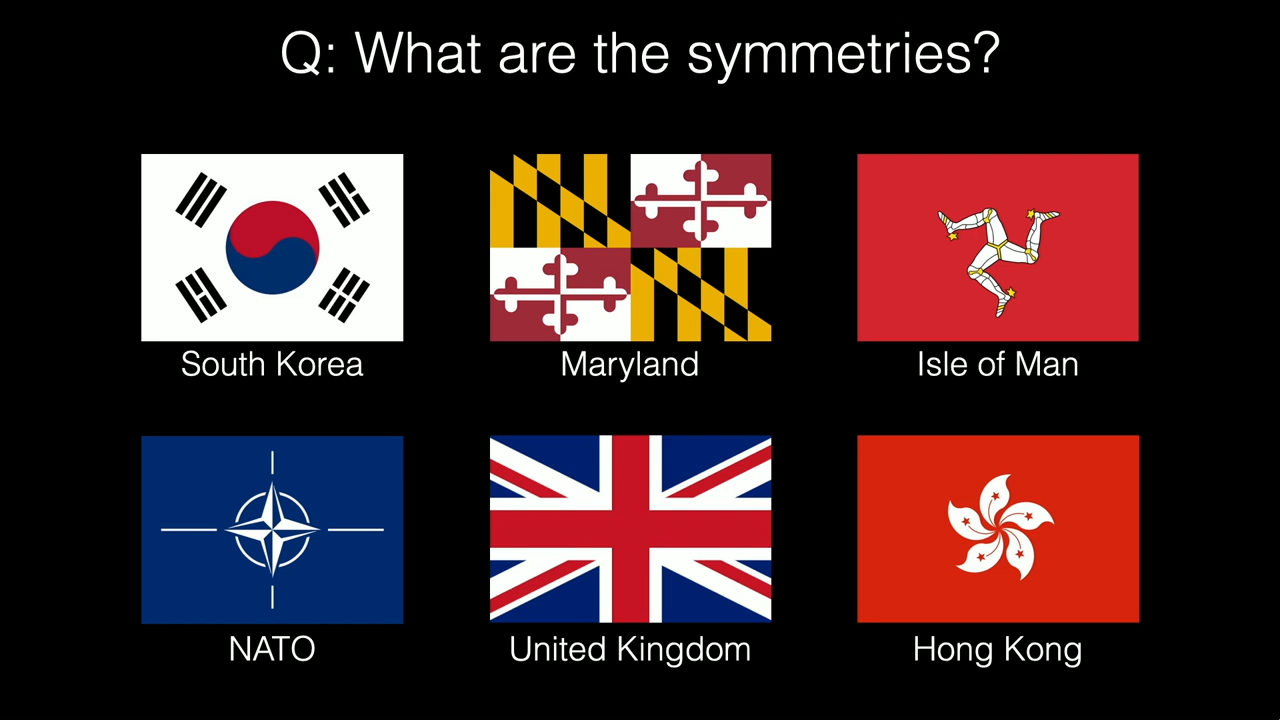 Q: What are the symmetries?
South Korea
Maryland
Isle of Man
NATO
United Kingdom
Hong Kong